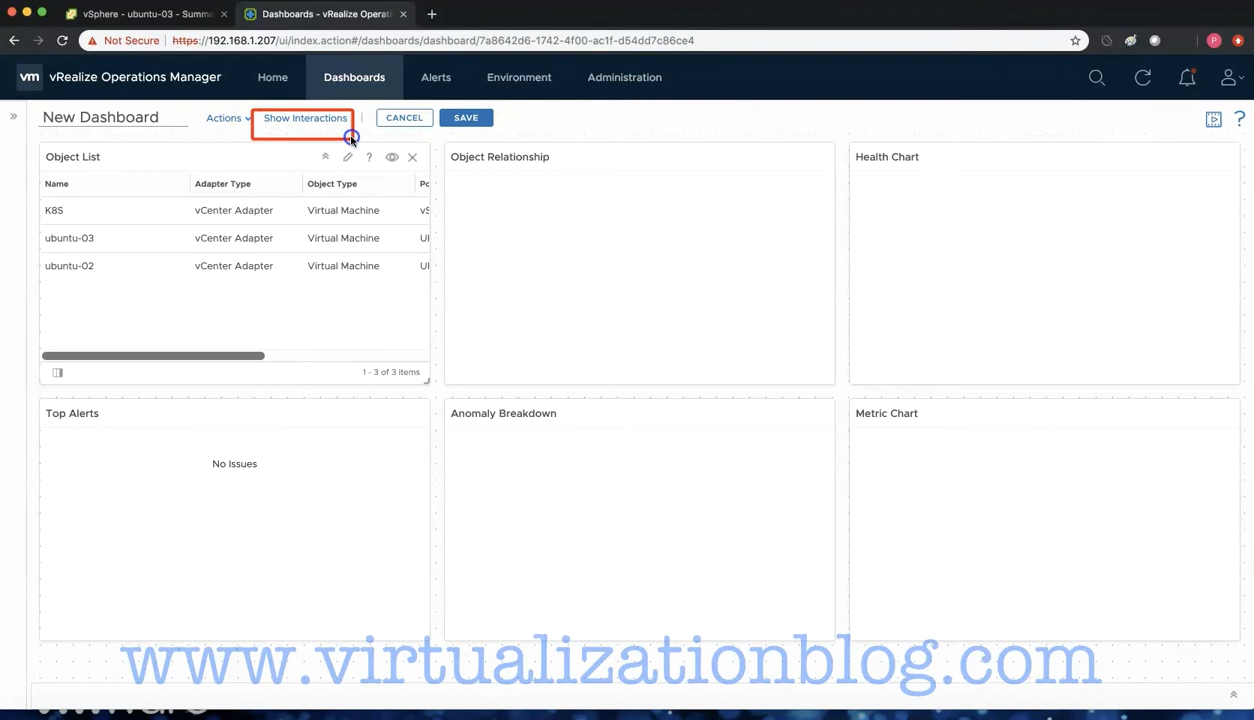 vSphere - ubuntu-03 - Summa
Dashboards - vRealize Operati
Not Secure https://192.168.1.207/ui/index.action#/dashboards/dashboard/7a8642d6-1742-4f00-ac1f-d54dd7c86ce4
P
vm vRealize Operations Manager Home Dashboards Alerts Environment Administration
New Dashboard Actions Show Interactions CANCEL SAVE ?
Object List ?
Name Adapter Type Object Type Po
K8S vCenter Adapter Virtual Machine vS
ubuntu-03 vCenter Adapter Virtual Machine Ul
ubuntu-02 vCenter Adapter Virtual Machine Ul
1 - 3 of 3 items
Object Relationship
Health Chart
Top Alerts
No Issues
Anomaly Breakdown
Metric Chart
www.virtualizationblog.com